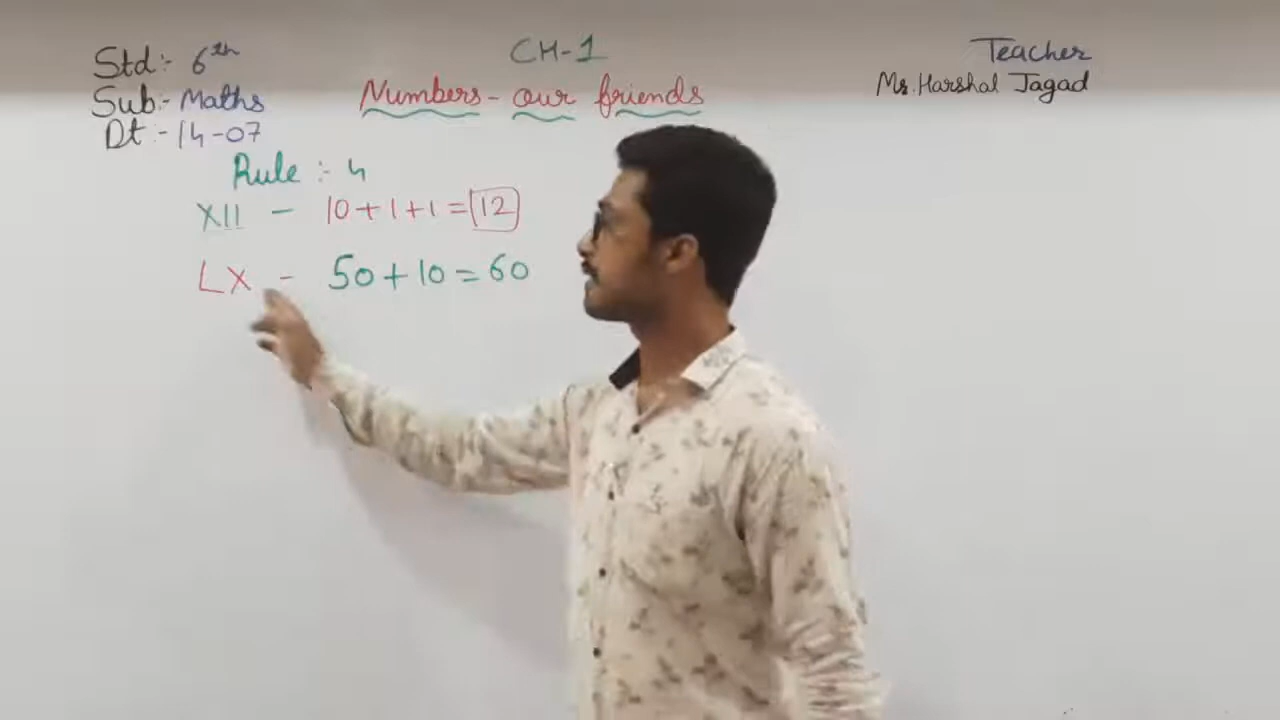 Std:- 6th
Sub:- Maths
Dt:- 14-07
CH-1
Numbers - our friends
Teacher
Mr. Harshal Jagad
Rule :- 4
XII - 10+1+1=12
LX - 50+10=60